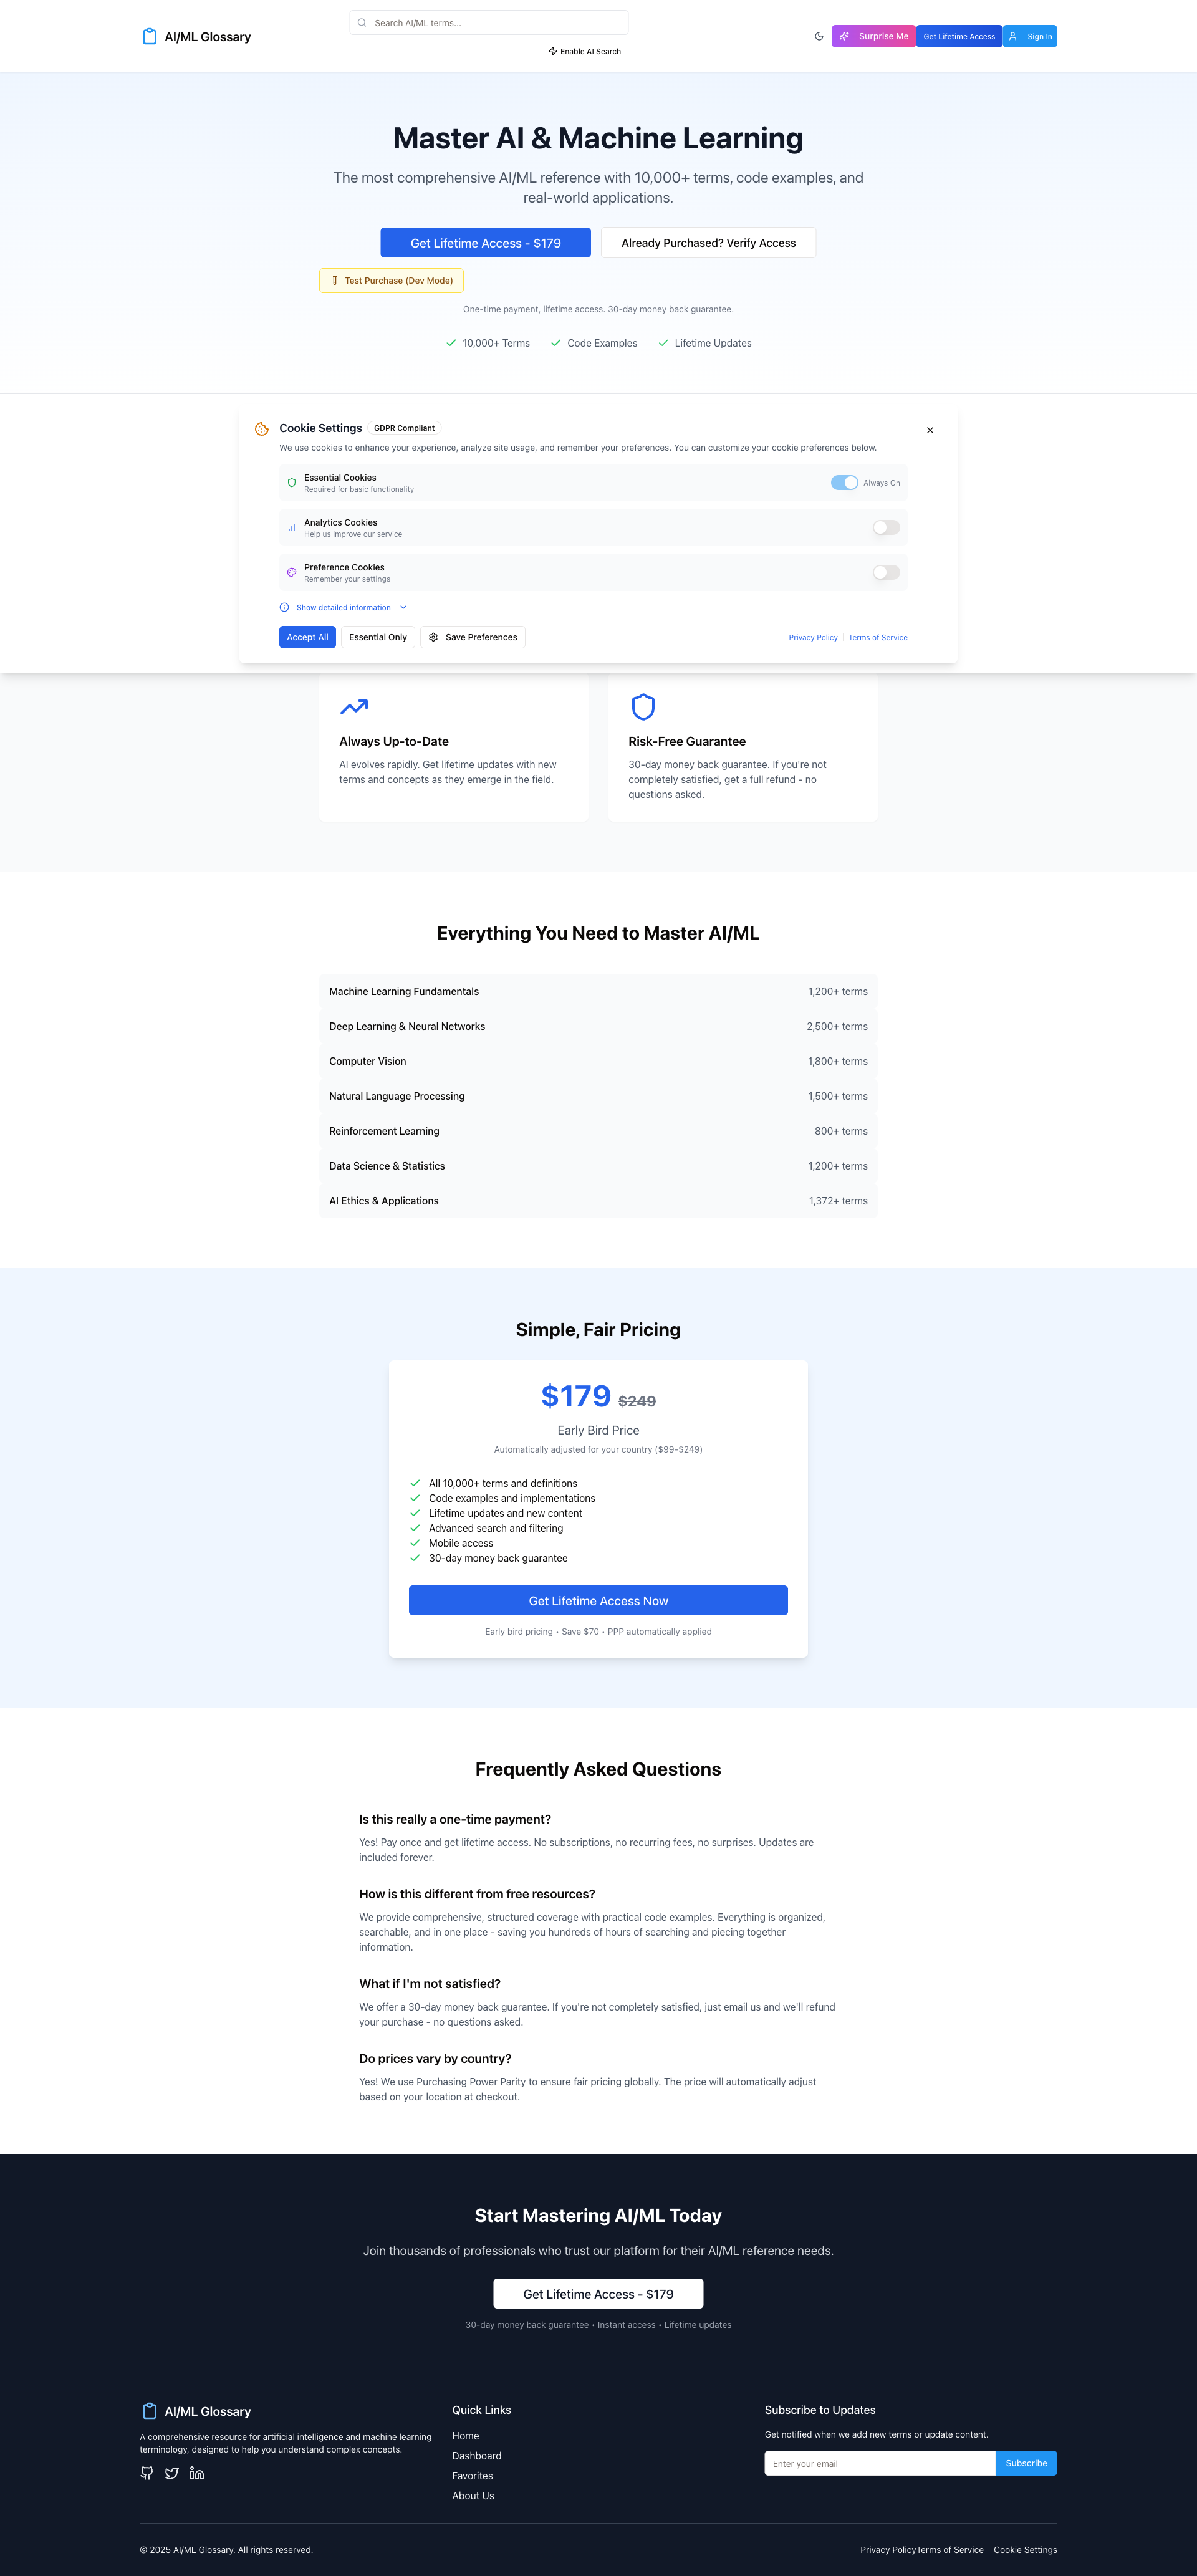 AI/ML Glossary
Search AI/ML terms...
Enable AI Search
Surprise Me
Get Lifetime Access
Sign In
Master AI & Machine Learning
The most comprehensive AI/ML reference with 10,000+ terms, code examples, and
real-world applications.
Get Lifetime Access - $179
Already Purchased? Verify Access
Test Purchase (Dev Mode)
One-time payment, lifetime access. 30-day money back guarantee.
10,000+ Terms
Code Examples
Lifetime Updates
Cookie Settings
GDPR Compliant
We use cookies to enhance your experience, analyze site usage, and remember your preferences. You can customize your cookie preferences below.
Essential Cookies
Required for basic functionality
Always On
Analytics Cookies
Help us improve our service
Preference Cookies
Remember your settings
Show detailed information
Accept All
Essential Only
Save Preferences
Privacy Policy | Terms of Service
Always Up-to-Date
AI evolves rapidly. Get lifetime updates with new
terms and concepts as they emerge in the field.
Risk-Free Guarantee
30-day money back guarantee. If you're not
completely satisfied, get a full refund - no
questions asked.
Everything You Need to Master AI/ML
Machine Learning Fundamentals 1,200+ terms
Deep Learning & Neural Networks 2,500+ terms
Computer Vision 1,800+ terms
Natural Language Processing 1,500+ terms
Reinforcement Learning 800+ terms
Data Science & Statistics 1,200+ terms
AI Ethics & Applications 1,372+ terms
Simple, Fair Pricing
$179 $249
Early Bird Price
Automatically adjusted for your country ($99-$249)
All 10,000+ terms and definitions
Code examples and implementations
Lifetime updates and new content
Advanced search and filtering
Mobile access
30-day money back guarantee
Get Lifetime Access Now
Early bird pricing • Save $70 • PPP automatically applied
Frequently Asked Questions
Is this really a one-time payment?
Yes! Pay once and get lifetime access. No subscriptions, no recurring fees, no surprises. Updates are
included forever.
How is this different from free resources?
We provide comprehensive, structured coverage with practical code examples. Everything is organized,
searchable, and in one place - saving you hundreds of hours of searching and piecing together
information.
What if I'm not satisfied?
We offer a 30-day money back guarantee. If you're not completely satisfied, just email us and we'll refund
your purchase - no questions asked.
Do prices vary by country?
Yes! We use Purchasing Power Parity to ensure fair pricing globally. The price will automatically adjust
based on your location at checkout.
Start Mastering AI/ML Today
Join thousands of professionals who trust our platform for their AI/ML reference needs.
Get Lifetime Access - $179
30-day money back guarantee • Instant access • Lifetime updates
AI/ML Glossary
A comprehensive resource for artificial intelligence and machine learning
terminology, designed to help you understand complex concepts.
Quick Links
Home
Dashboard
Favorites
About Us
Subscribe to Updates
Get notified when we add new terms or update content.
Enter your email
Subscribe
© 2025 AI/ML Glossary. All rights reserved.
Privacy PolicyTerms of Service Cookie Settings